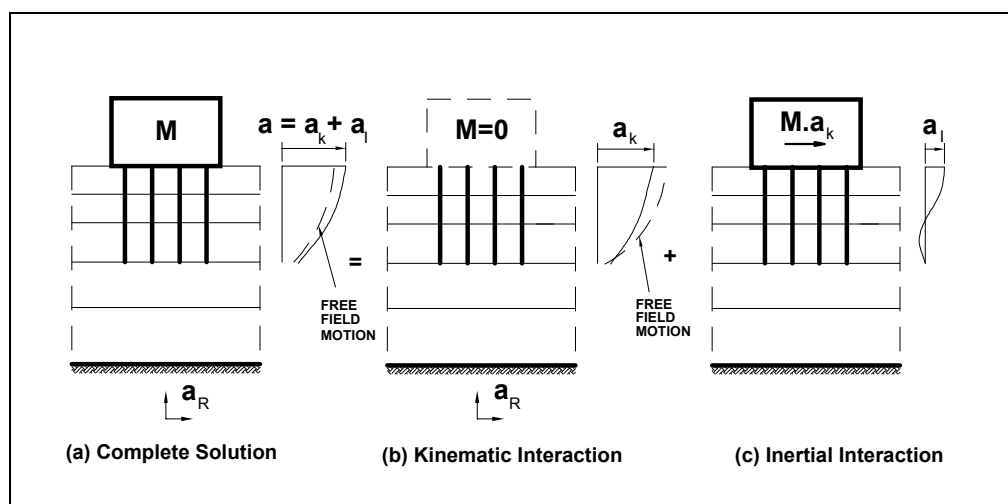 M
a = a_k + a_I
FREE
FIELD
MOTION
a_R
(a) Complete Solution
=
M=0
a_k
FREE
FIELD
MOTION
a_R
(b) Kinematic Interaction
+
M.a_k
a_I
(c) Inertial Interaction